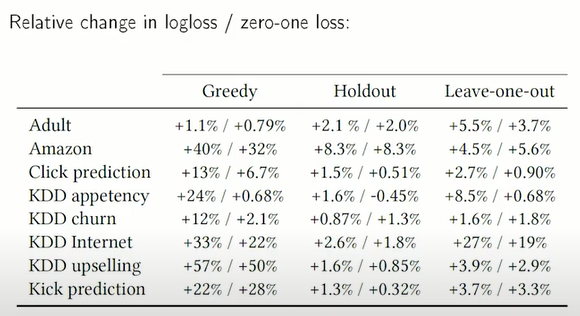 Relative change in logloss / zero-one loss:
Greedy Holdout Leave-one-out
Adult +1.1% / +0.79% +2.1 % / +2.0% +5.5% / +3.7%
Amazon +40% / +32% +8.3% / +8.3% +4.5% / +5.6%
Click prediction +13% / +6.7% +1.5% / +0.51% +2.7% / +0.90%
KDD appetency +24% / +0.68% +1.6% / -0.45% +8.5% / +0.68%
KDD churn +12% / +2.1% +0.87% / +1.3% +1.6% / +1.8%
KDD Internet +33% / +22% +2.6% / +1.8% +27% / +19%
KDD upselling +57% / +50% +1.6% / +0.85% +3.9% / +2.9%
Kick prediction +22% / +28% +1.3% / +0.32% +3.7% / +3.3%